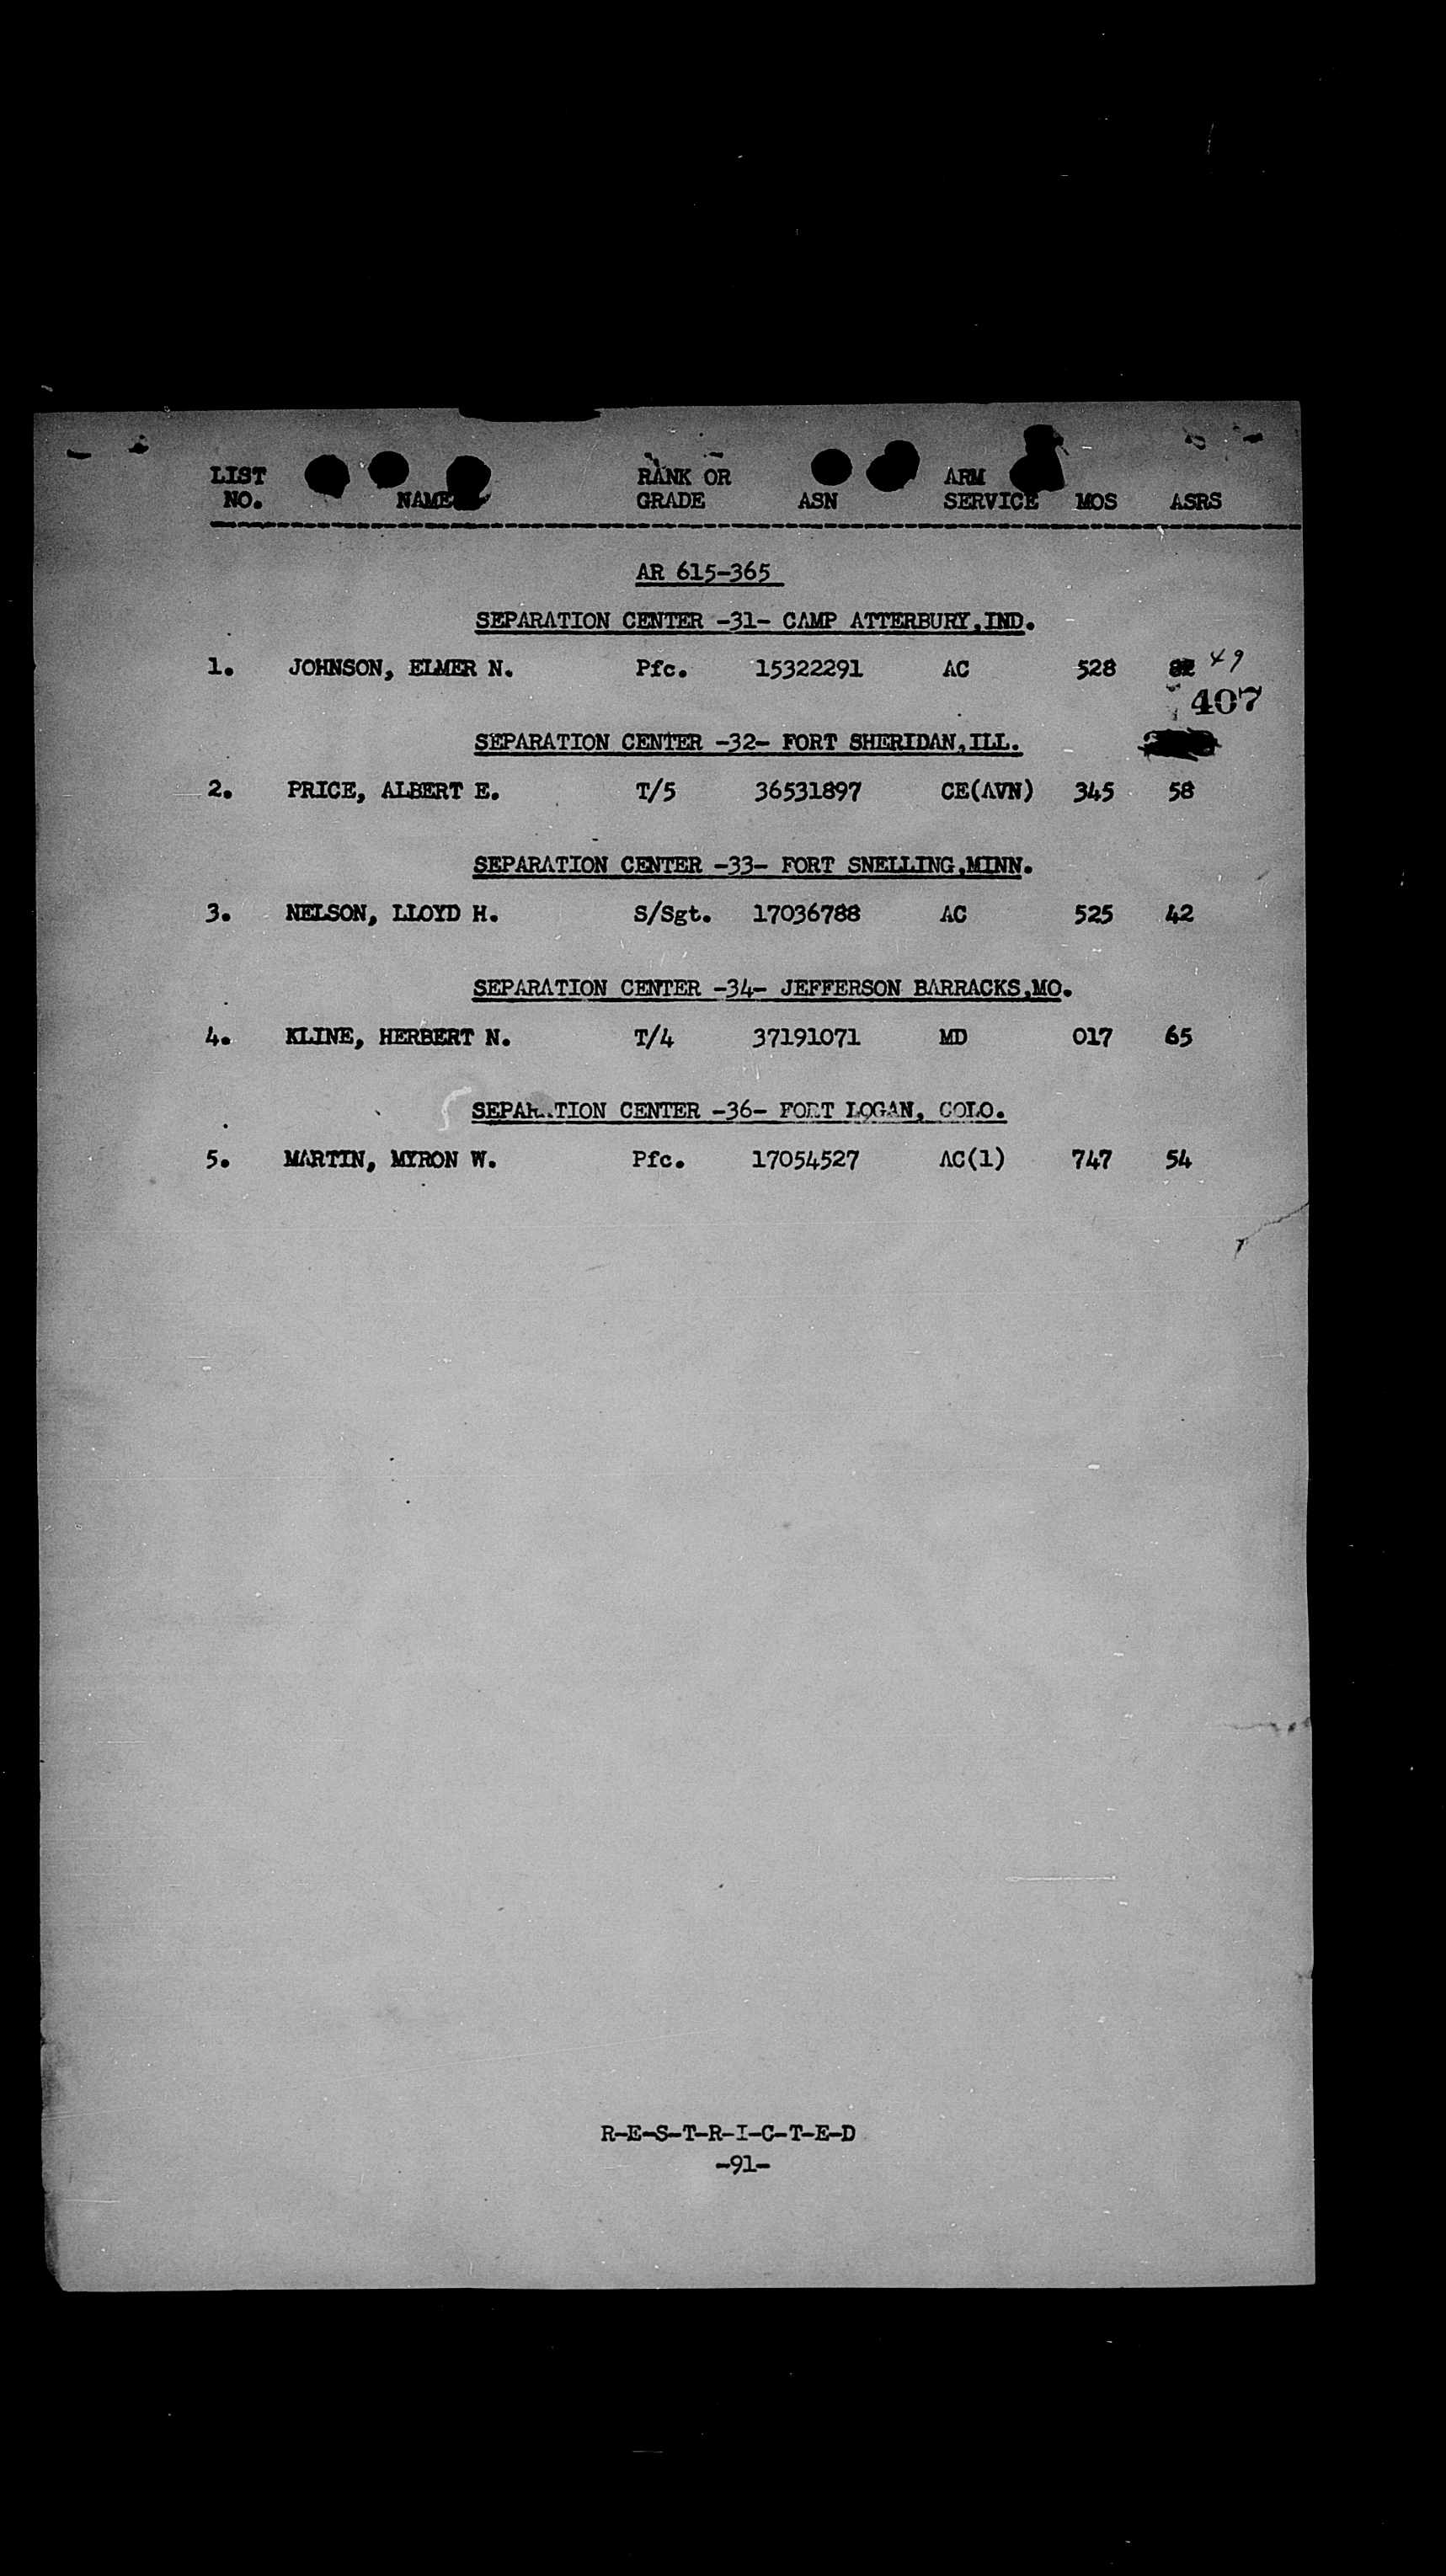 LIST RANK OR ARM
NO. NAME GRADE ASN SERVICE MOS ASRS
AR 615-365
SEPARATION CENTER -31- CAMP ATTERBURY,IND.
1. JOHNSON, ELMER N. Pfc. 15322291 AC 528 49
407
SEPARATION CENTER -32- FORT SHERIDAN,ILL.
2. PRICE, ALBERT E. T/5 36531897 CE(AVN) 345 58
SEPARATION CENTER -33- FORT SNELLING,MINN.
3. NELSON, LLOYD H. S/Sgt. 17036788 AC 525 42
SEPARATION CENTER -34- JEFFERSON BARRACKS,MO.
4. KLINE, HERBERT N. T/4 37191071 MD 017 65
SEPARATION CENTER -36- FORT LOGAN, COLO.
5. MARTIN, MYRON W. Pfc. 17054527 AC(1) 747 54
R-E-S-T-R-I-C-T-E-D
-91-